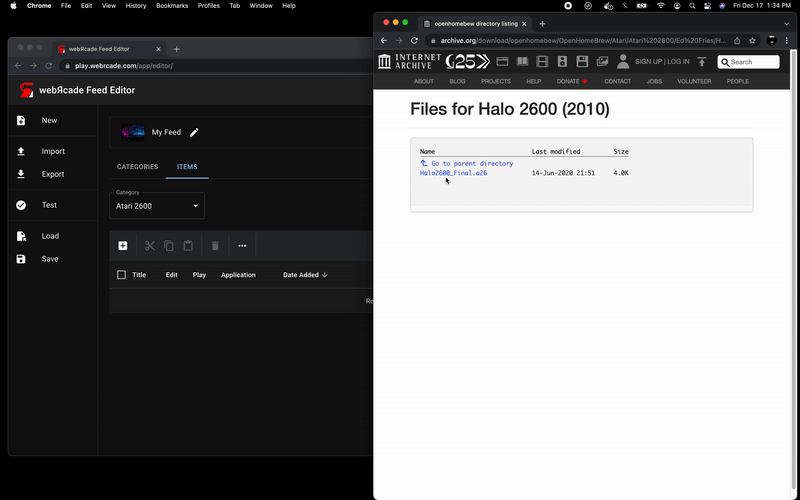 Chrome File Edit View History Bookmarks Profiles Tab Window Help Fri Dec 17 1:34 PM
webRcade Feed Editor
play.webrcade.com/app/editor/
webЯcade Feed Editor
New
Import
Export
Test
Load
Save
My Feed
CATEGORIES ITEMS
Category
Atari 2600
Title Edit Play Application Date Added
openhomebew directory listing
archive.org/download/openhomebew/OpenHomeBrew/Atari/Atari%202600/Ed%20Fries/H...
INTERNET ARCHIVE 25 SIGN UP | LOG IN Search
ABOUT BLOG PROJECTS HELP DONATE CONTACT JOBS VOLUNTEER PEOPLE
Files for Halo 2600 (2010)
Name Last modified Size
Go to parent directory
Halo2600_Final.a26 14-Jun-2020 21:51 4.0K